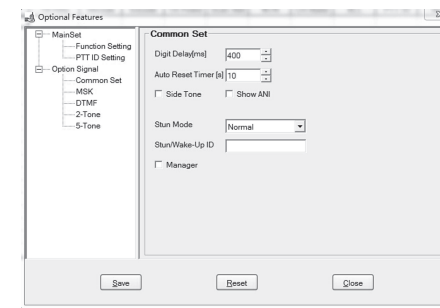 Optional Features
MainSet
Function Setting
PTT ID Setting
Option Signal
Common Set
MSK
DTMF
2-Tone
5-Tone
Common Set
Digit Delay[ms] 400
Auto Reset Timer [s] 10
Side Tone Show ANI
Stun Mode Normal
Stun/Wake-Up ID
Manager
Save Reset Close